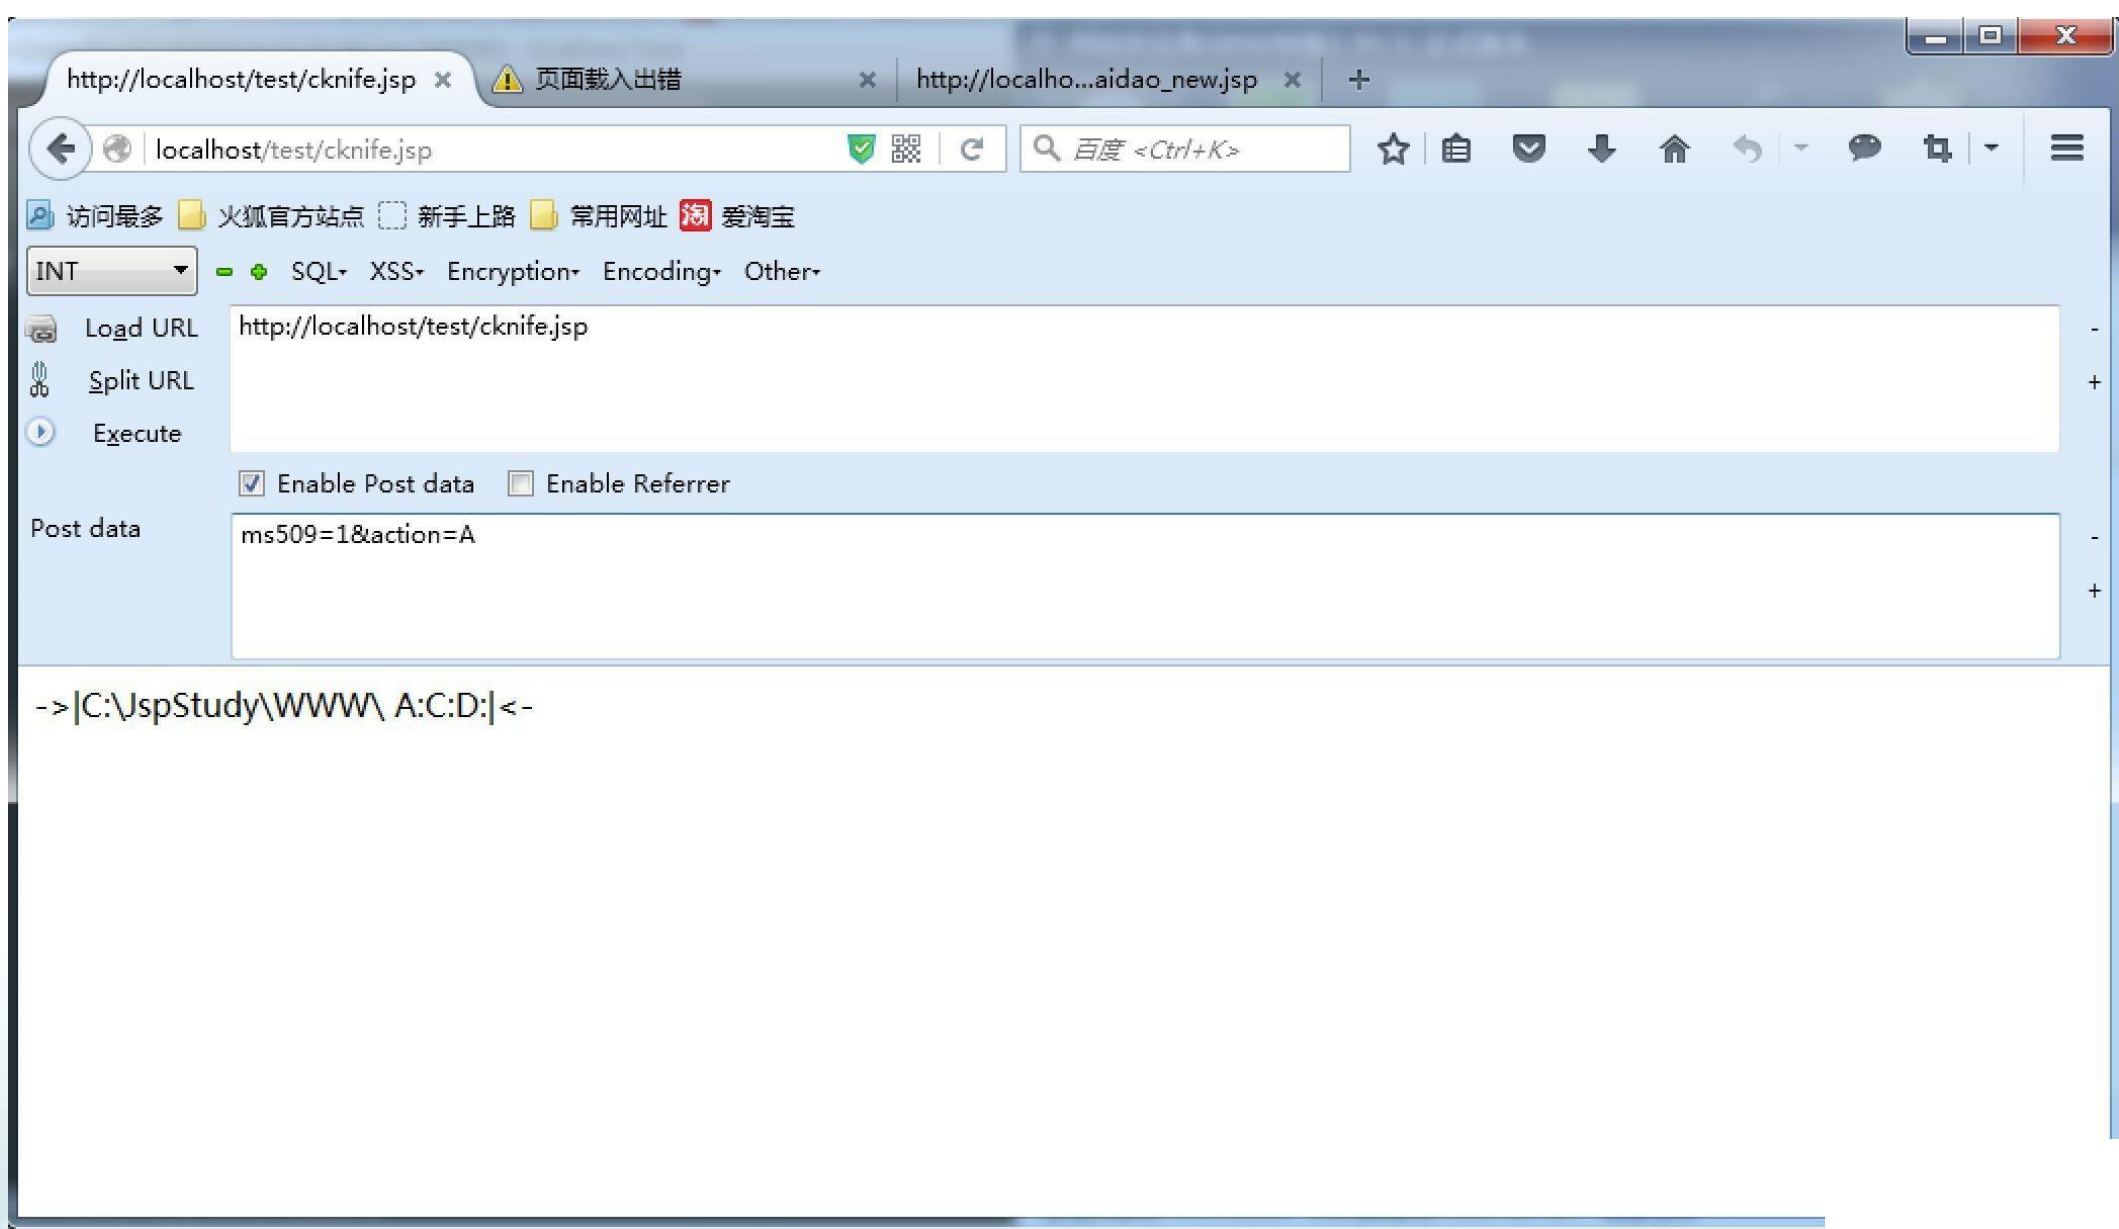 http://localhost/test/cknife.jsp 页面载入出错 http://localho...aidao_new.jsp
localhost/test/cknife.jsp 百度 <Ctrl+K>
访问最多 火狐官方站点 新手上路 常用网址 淘 爱淘宝
INT SQL XSS Encryption Encoding Other
Load URL http://localhost/test/cknife.jsp -
Split URL +
Execute
Enable Post data Enable Referrer
Post data ms509=1&action=A -
+
->|C:\JspStudy\WWW\ A:C:D:|<-